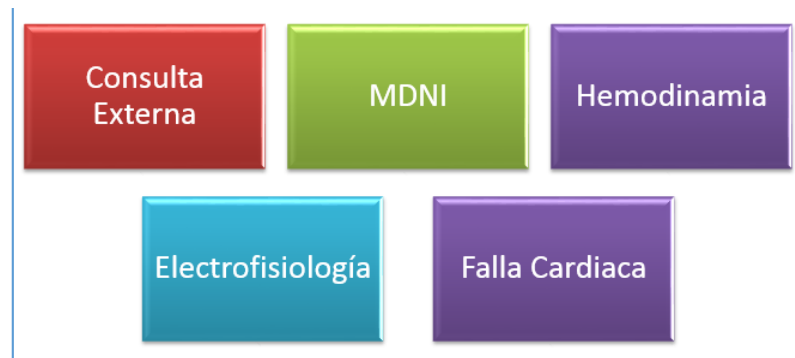 Consulta
Externa
MDNI
Hemodinamia
Electrofisiología
Falla Cardiaca